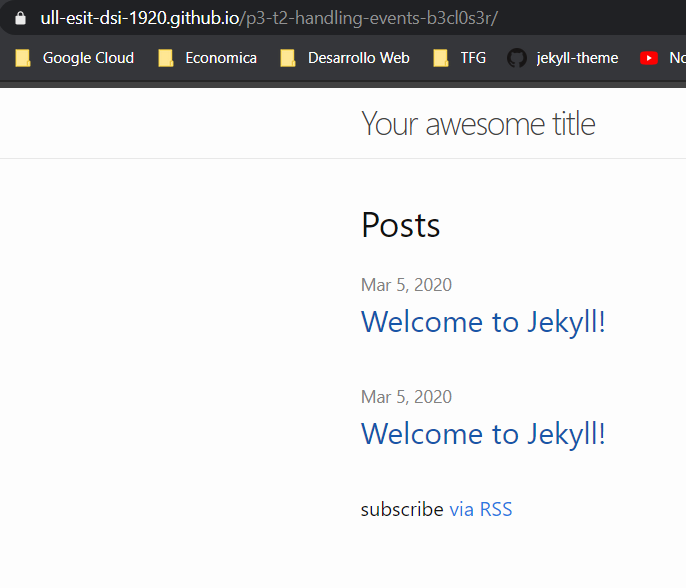 ull-esit-dsi-1920.github.io/p3-t2-handling-events-b3cl0s3r/
Google Cloud Economica Desarrollo Web TFG jekyll-theme No
Your awesome title
Posts
Mar 5, 2020
Welcome to Jekyll!
Mar 5, 2020
Welcome to Jekyll!
subscribe via RSS